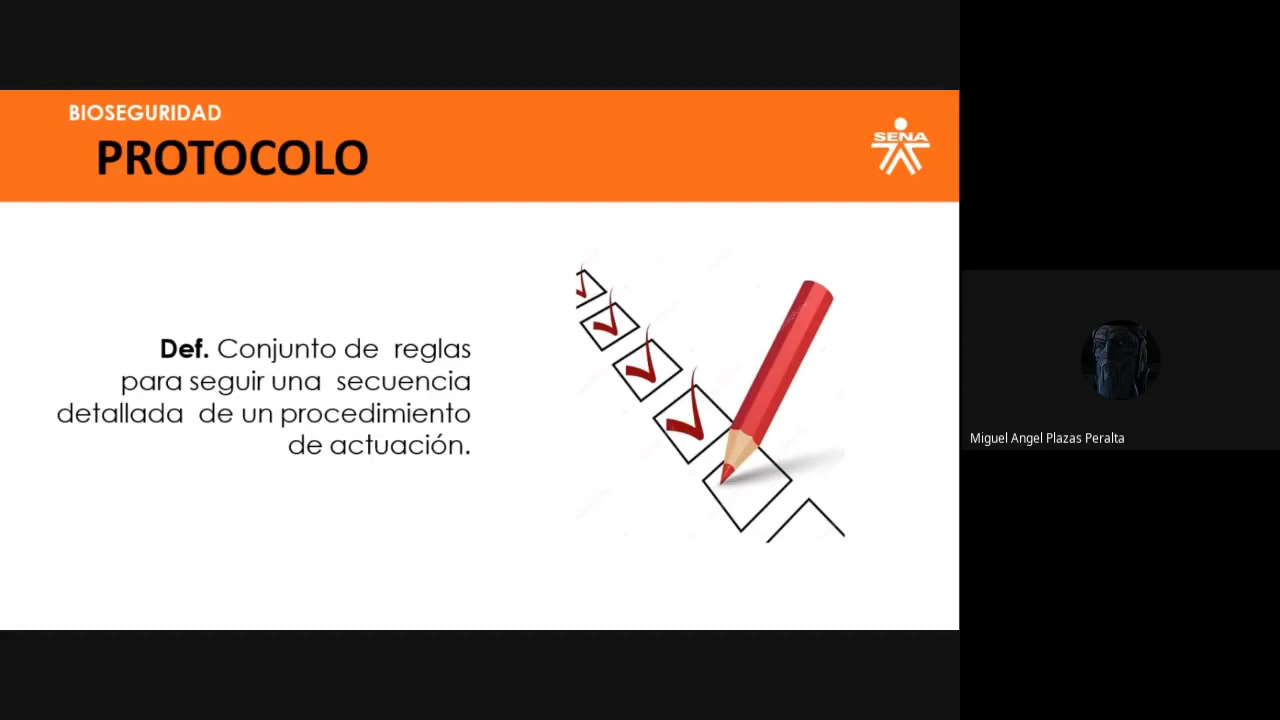 BIOSEGURIDAD
PROTOCOLO
SENA
Def. Conjunto de reglas
para seguir una secuencia
detallada de un procedimiento
de actuación.
Miguel Angel Plazas Peralta